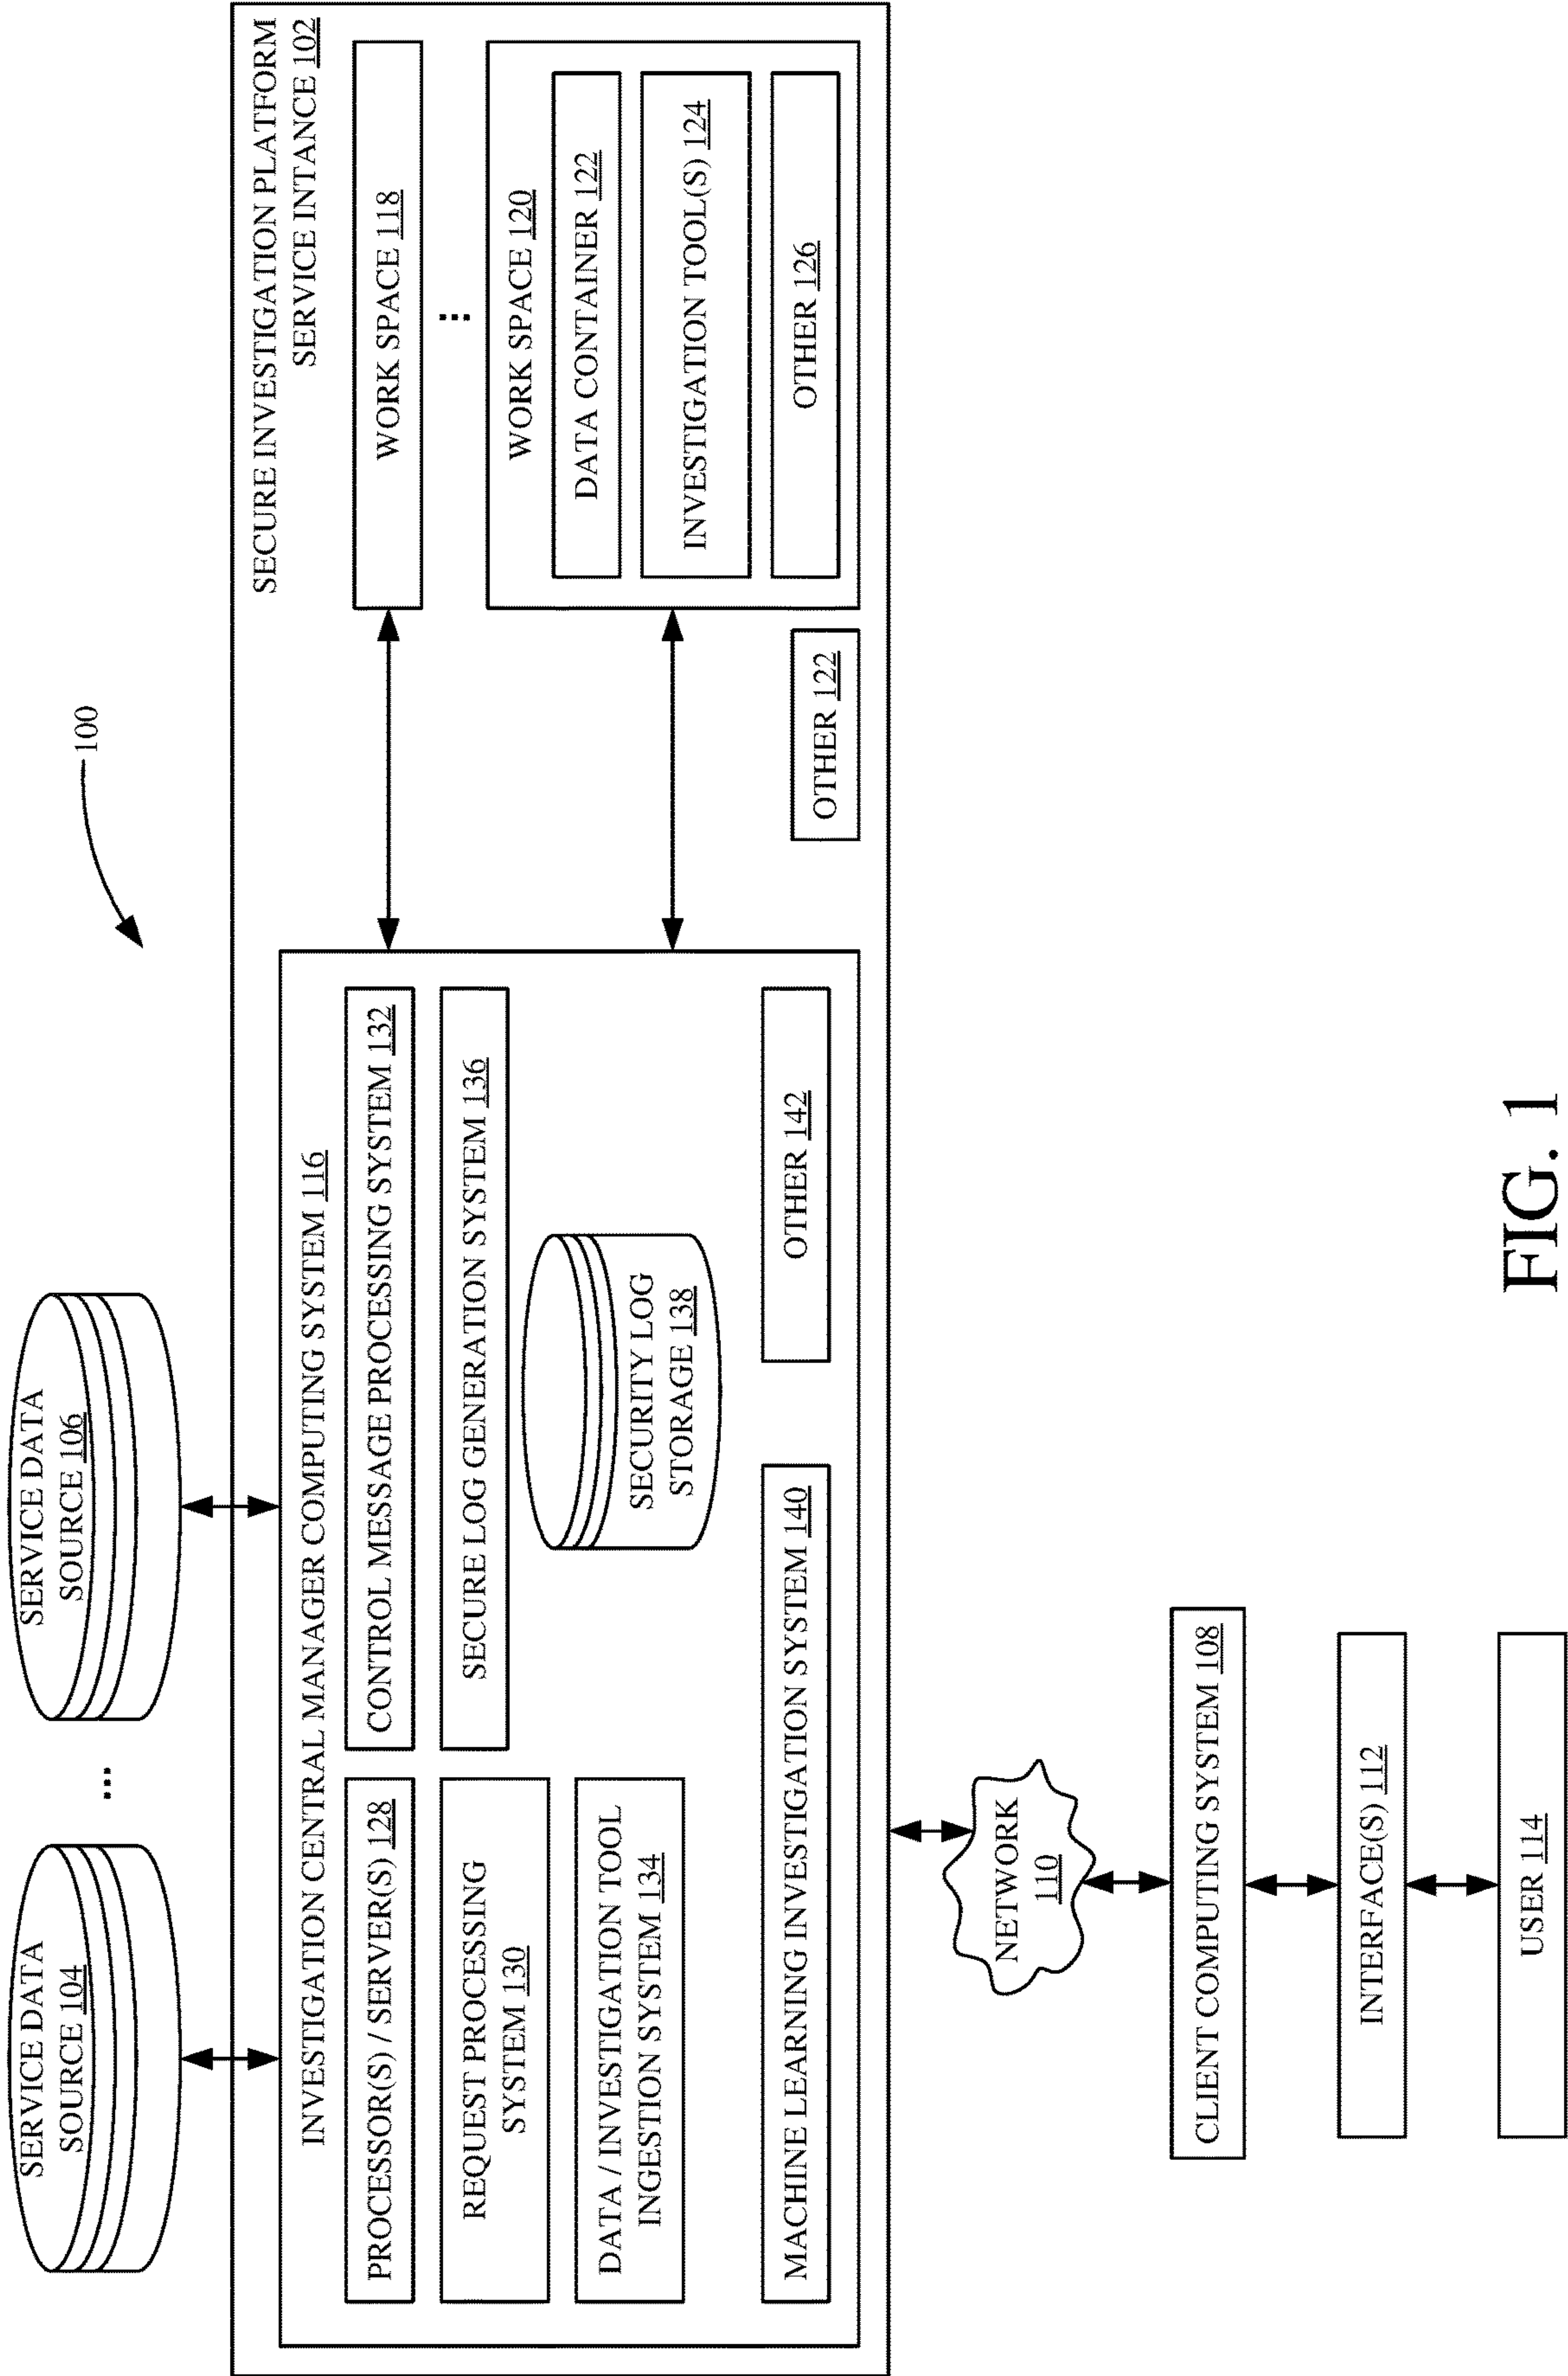 100
SERVICE DATA
SOURCE 104
...
SERVICE DATA
SOURCE 106
SECURE INVESTIGATION PLATFORM
SERVICE INTANCE 102
INVESTIGATION CENTRAL MANAGER COMPUTING SYSTEM 116
PROCESSOR(S) / SERVER(S) 128
CONTROL MESSAGE PROCESSING SYSTEM 132
REQUEST PROCESSING
SYSTEM 130
SECURE LOG GENERATION SYSTEM 136
DATA / INVESTIGATION TOOL
INGESTION SYSTEM 134
SECURITY LOG
STORAGE 138
MACHINE LEARNING INVESTIGATION SYSTEM 140
OTHER 142
WORK SPACE 118
...
WORK SPACE 120
DATA CONTAINER 122
INVESTIGATION TOOL(S) 124
OTHER 126
OTHER 122
NETWORK
110
CLIENT COMPUTING SYSTEM 108
INTERFACE(S) 112
USER 114
FIG. 1